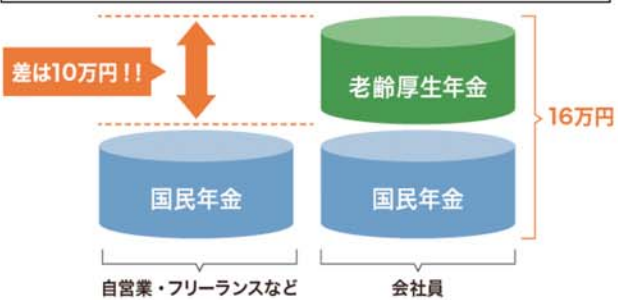 差は10万円!!
老齢厚生年金
16万円
国民年金
国民年金
自営業・フリーランスなど
会社員